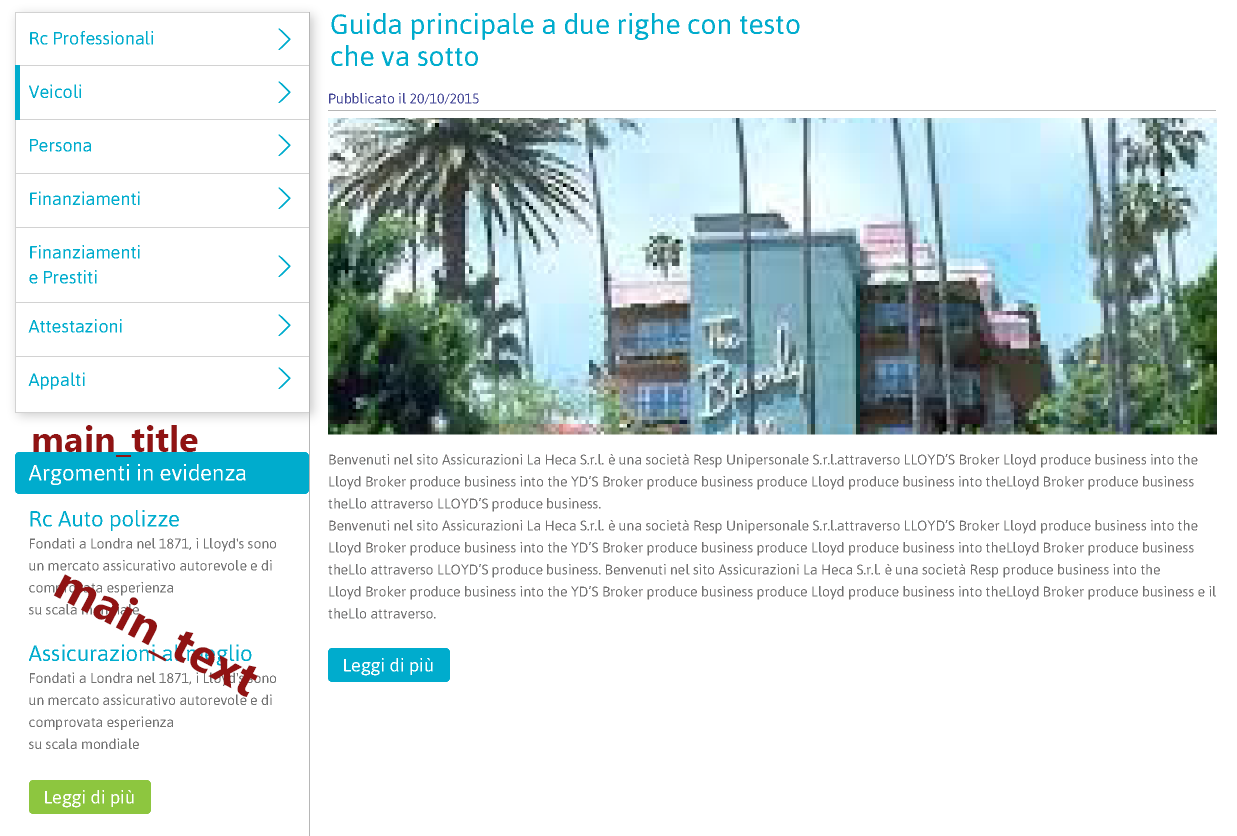 Rc Professionali
Veicoli
Persona
Finanziamenti
Finanziamenti
e Prestiti
Attestazioni
Appalti
main_title
Argomenti in evidenza
Rc Auto polizze
Fondati a Londra nel 1871, i Lloyd's sono
un mercato assicurativo autorevole e di
comprovata esperienza
su scala mondiale
main_text
Assicurazioni al meglio
Fondati a Londra nel 1871, i Lloyd's sono
un mercato assicurativo autorevole e di
comprovata esperienza
su scala mondiale
Leggi di più
Guida principale a due righe con testo
che va sotto
Pubblicato il 20/10/2015
The
Beverly
Benvenuti nel sito Assicurazioni La Heca S.r.l. è una società Resp Unipersonale S.r.l.attraverso LLOYD'S Broker Lloyd produce business into the
Lloyd Broker produce business into the YD'S Broker produce business produce Lloyd produce business into theLloyd Broker produce business
theLlo attraverso LLOYD'S produce business.
Benvenuti nel sito Assicurazioni La Heca S.r.l. è una società Resp Unipersonale S.r.l.attraverso LLOYD'S Broker Lloyd produce business into the
Lloyd Broker produce business into the YD'S Broker produce business produce Lloyd produce business into theLloyd Broker produce business
theLlo attraverso LLOYD'S produce business. Benvenuti nel sito Assicurazioni La Heca S.r.l. è una società Resp produce business into the
Lloyd Broker produce business into the YD'S Broker produce business produce Lloyd produce business into theLloyd Broker produce business e il
theLlo attraverso.
Leggi di più